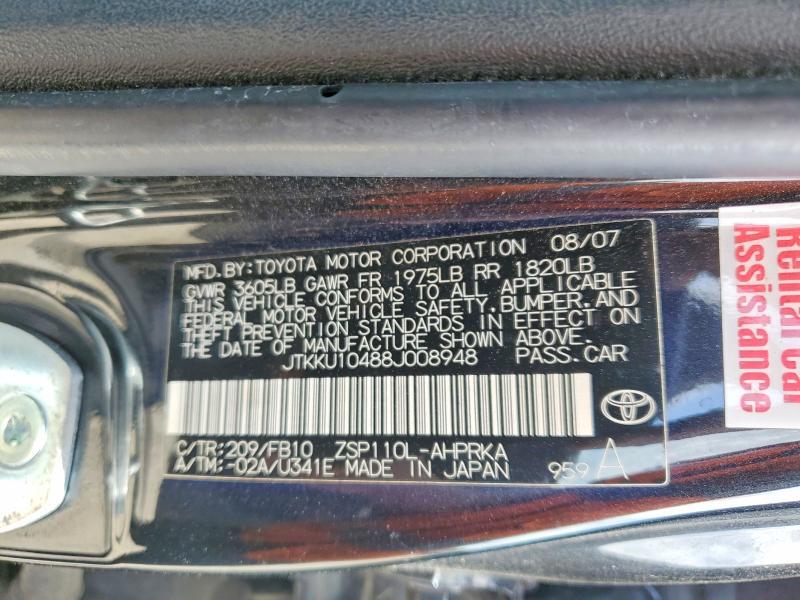 MFD.BY:TOYOTA MOTOR CORPORATION 08/07
GVWR 3605LB GAWR FR 1975LB RR 1820LB
THIS VEHICLE CONFORMS TO ALL APPLICABLE
FEDERAL MOTOR VEHICLE SAFETY,BUMPER,AND
THEFT PREVENTION STANDARDS IN EFFECT ON
THE DATE OF MANUFACTURE SHOWN ABOVE.
JTKKU10488J008948 PASS.CAR
C/TR:209/FB10 ZSP110L-AHPRKA
A/TM:-02A/U341E MADE IN JAPAN 959 A
Rental Car
Assistance